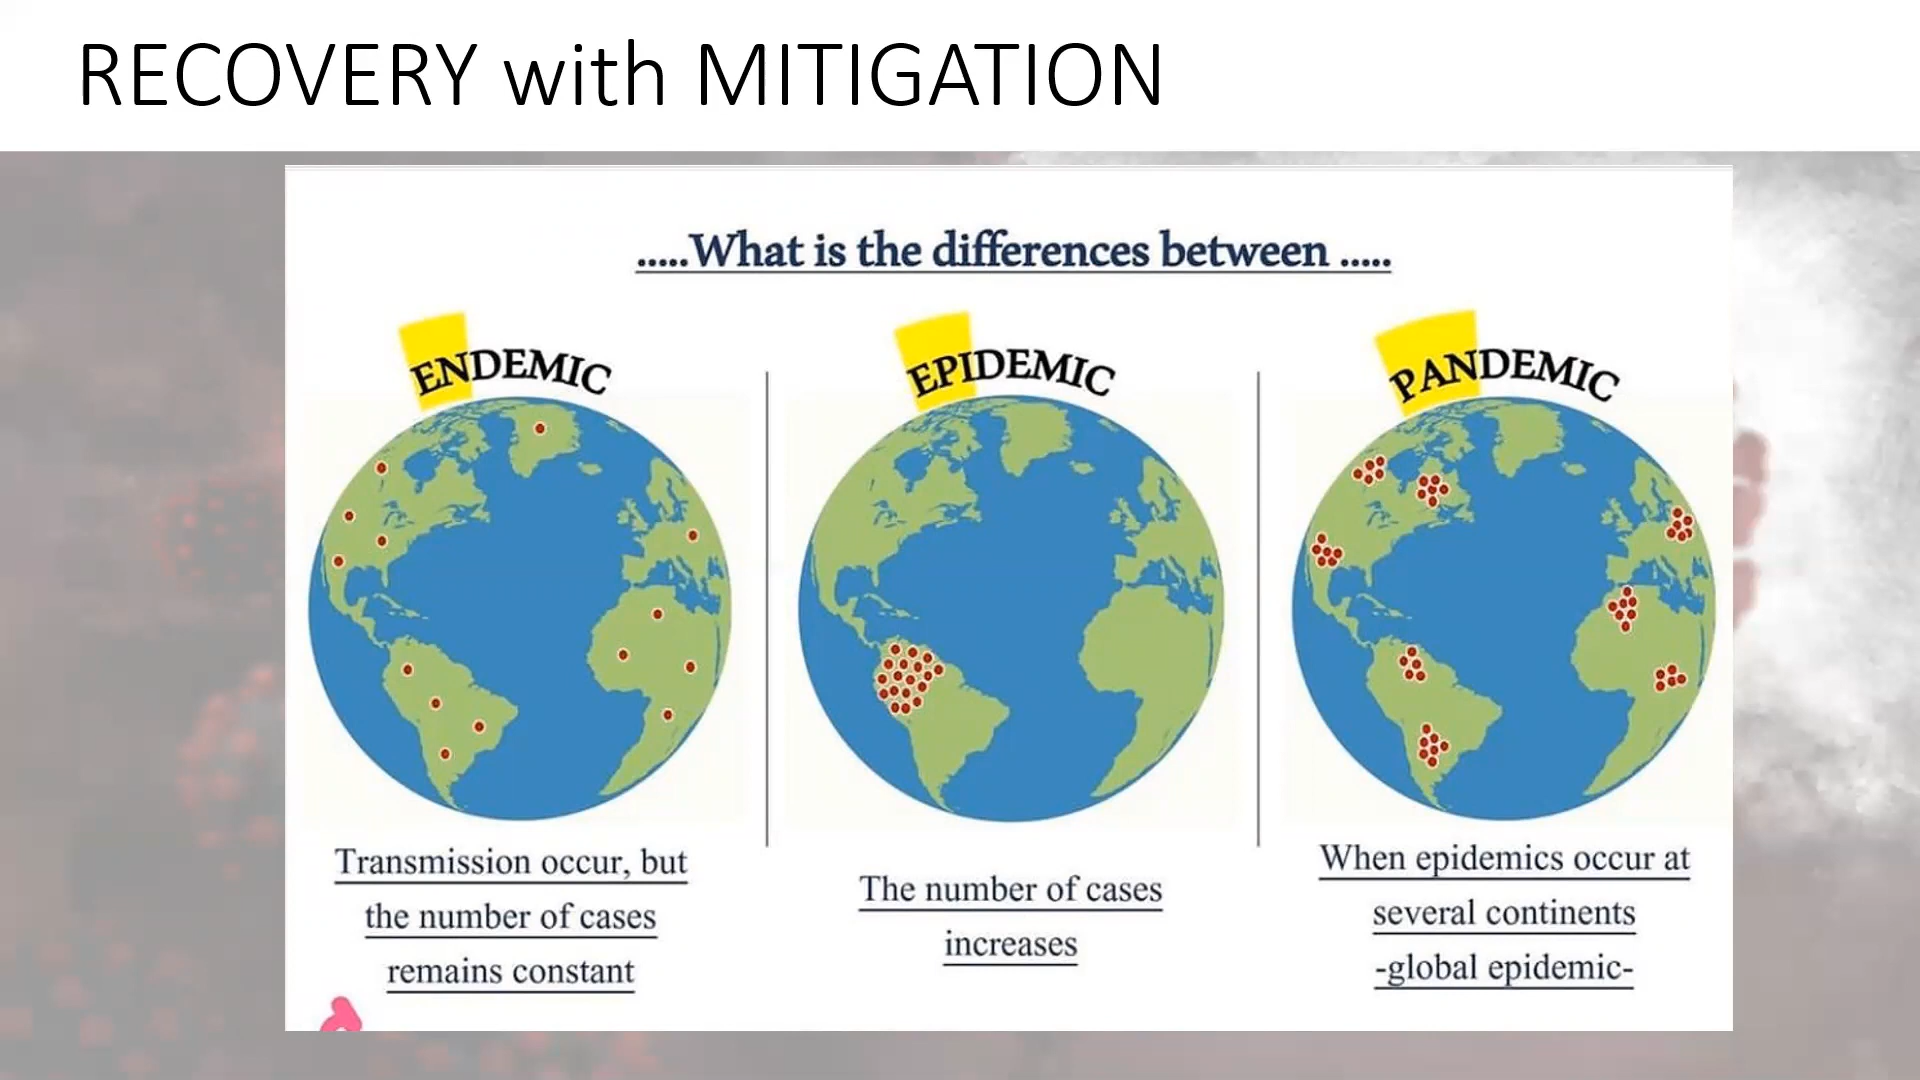 RECOVERY with MITIGATION
.....What is the differences between .....
ENDEMIC
EPIDEMIC
PANDEMIC
Transmission occur, but
the number of cases
remains constant
The number of cases
increases
When epidemics occur at
several continents
-global epidemic-